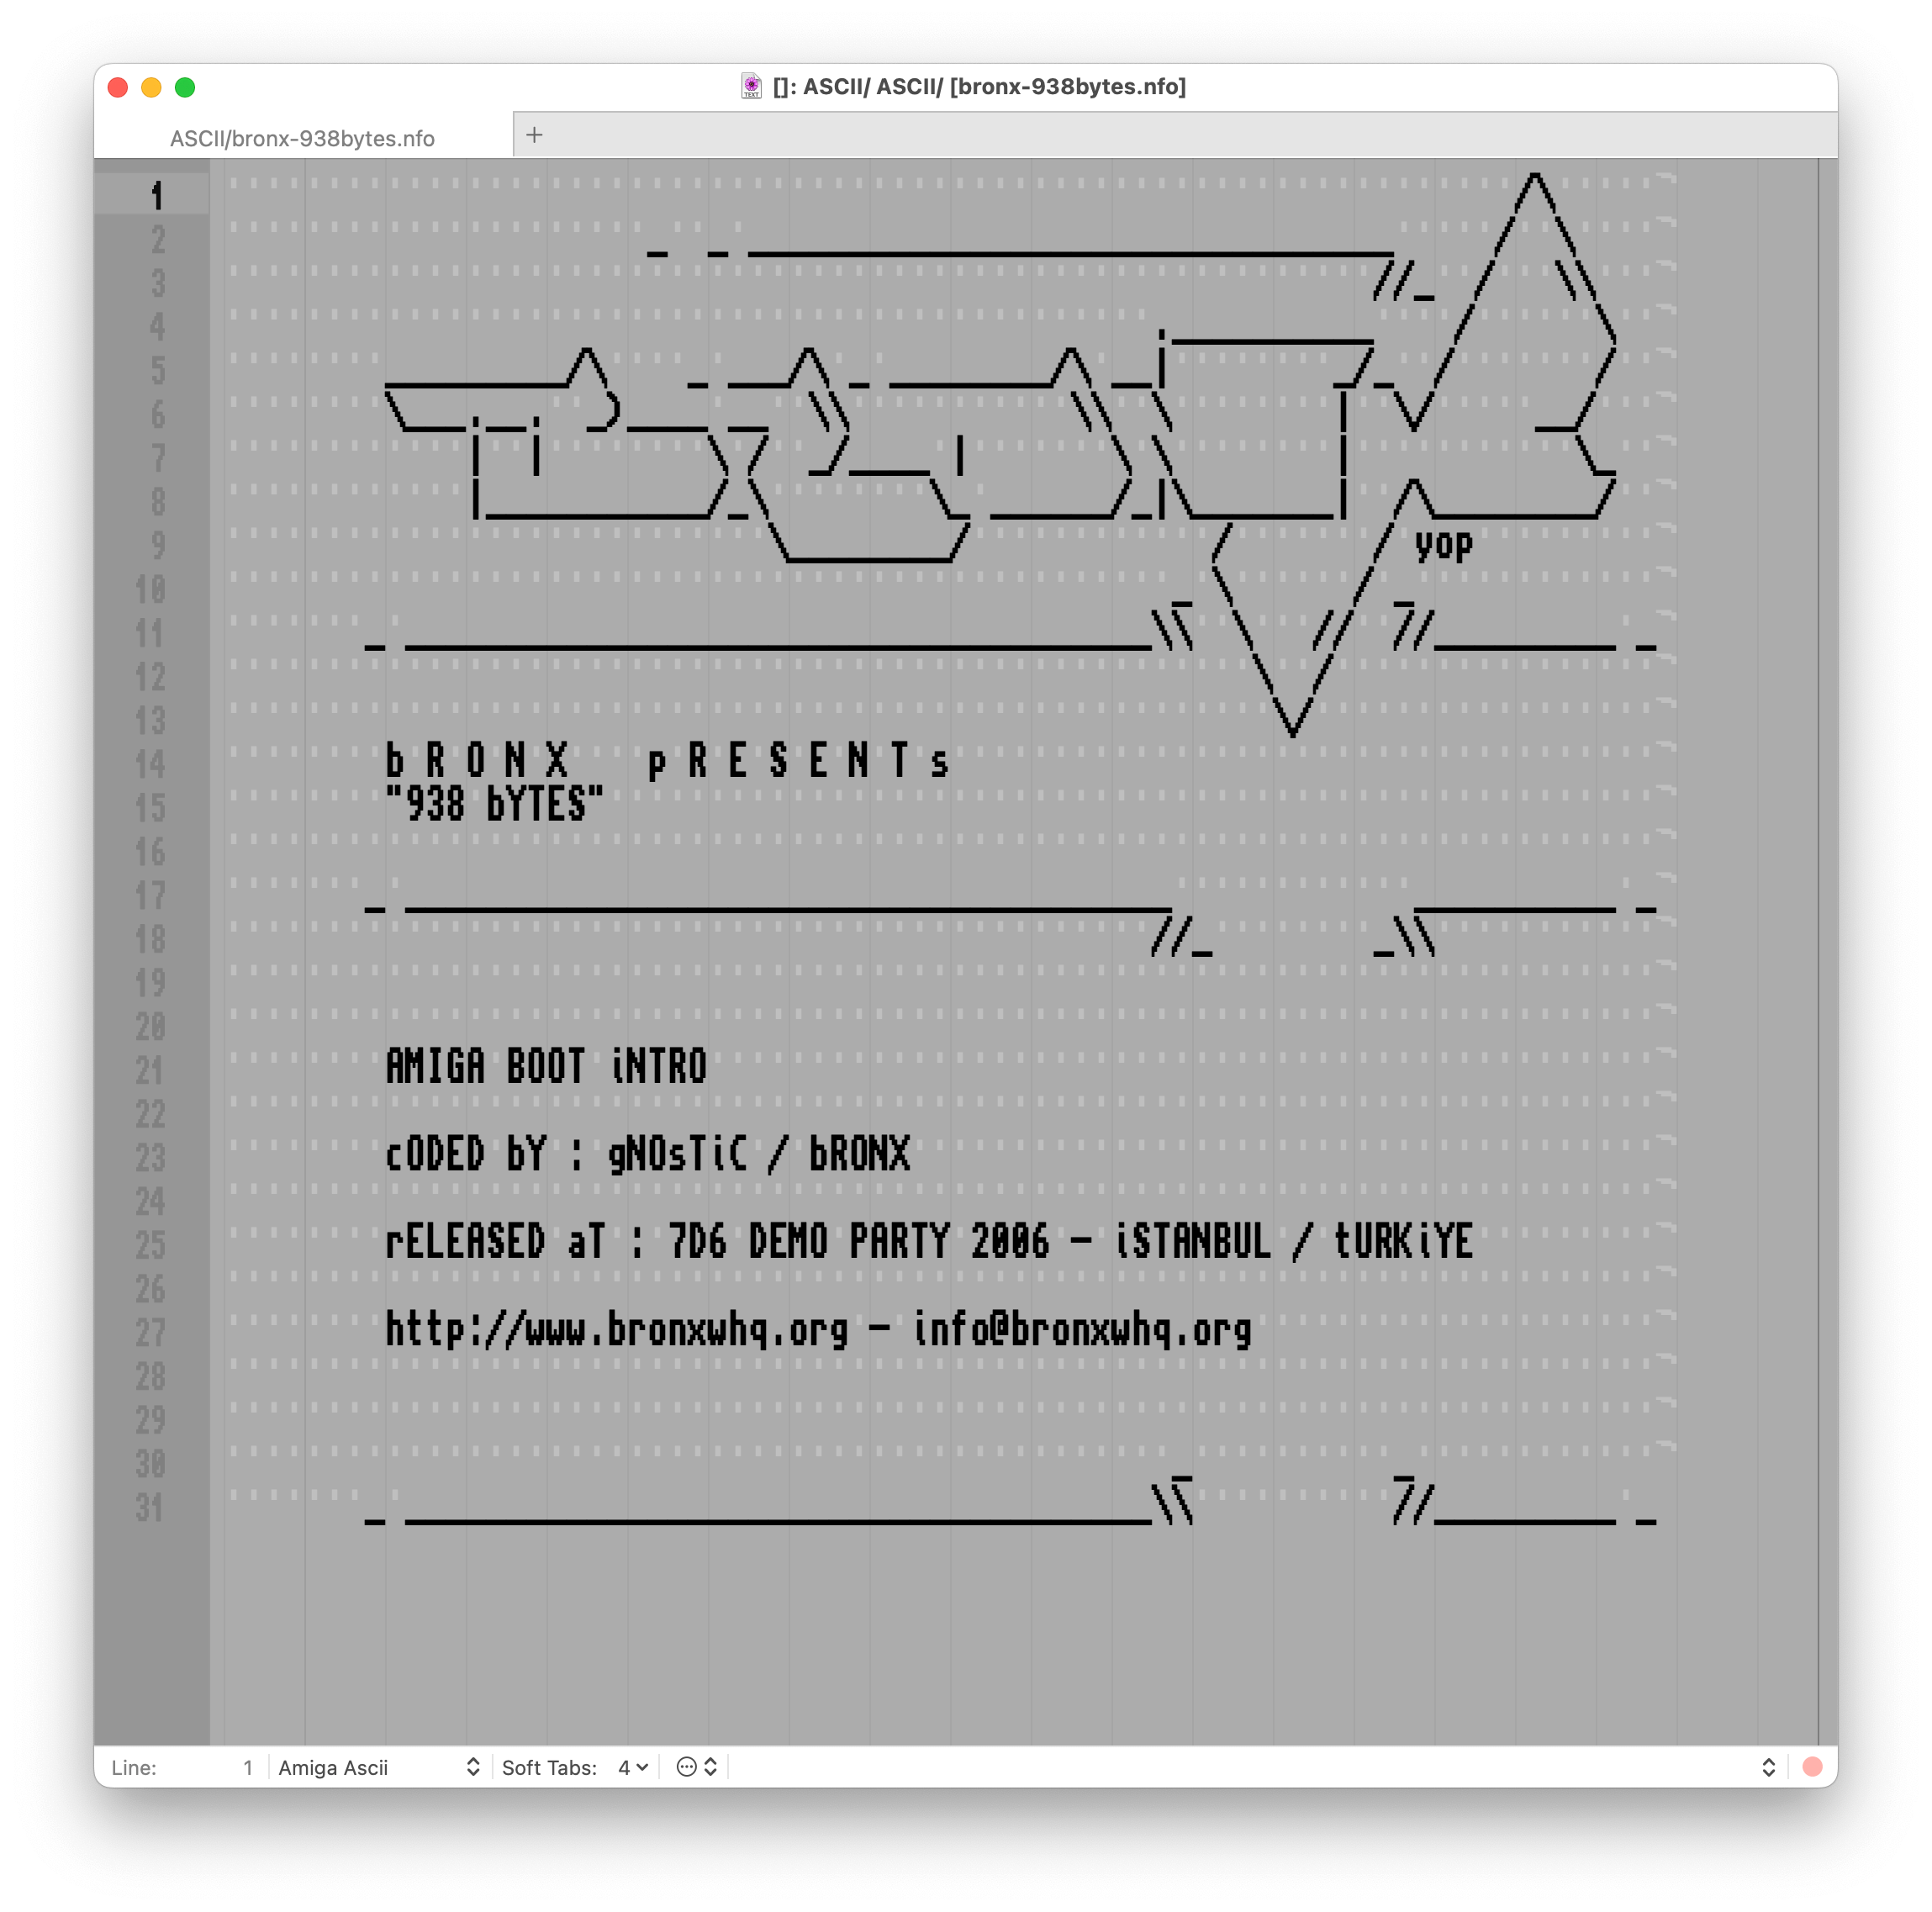 []: ASCII/ ASCII/ [bronx-938bytes.nfo]
ASCII/bronx-938bytes.nfo +
1
2
3
4
5
6
7
8
9 yop
10
11
12
13
14 b R O N X p R E S E N T s
15 "938 bYTES"
16
17
18
19
20
21 AMIGA BOOT iNTRO
22
23 cODED bY : gNOsTiC / bRONX
24
25 rELEASED aT : 7D6 DEMO PARTY 2006 - iSTANBUL / tURKiYE
26
27 http://www.bronxwhq.org - info@bronxwhq.org
28
29
30
31
Line: 1 Amiga Ascii Soft Tabs: 4